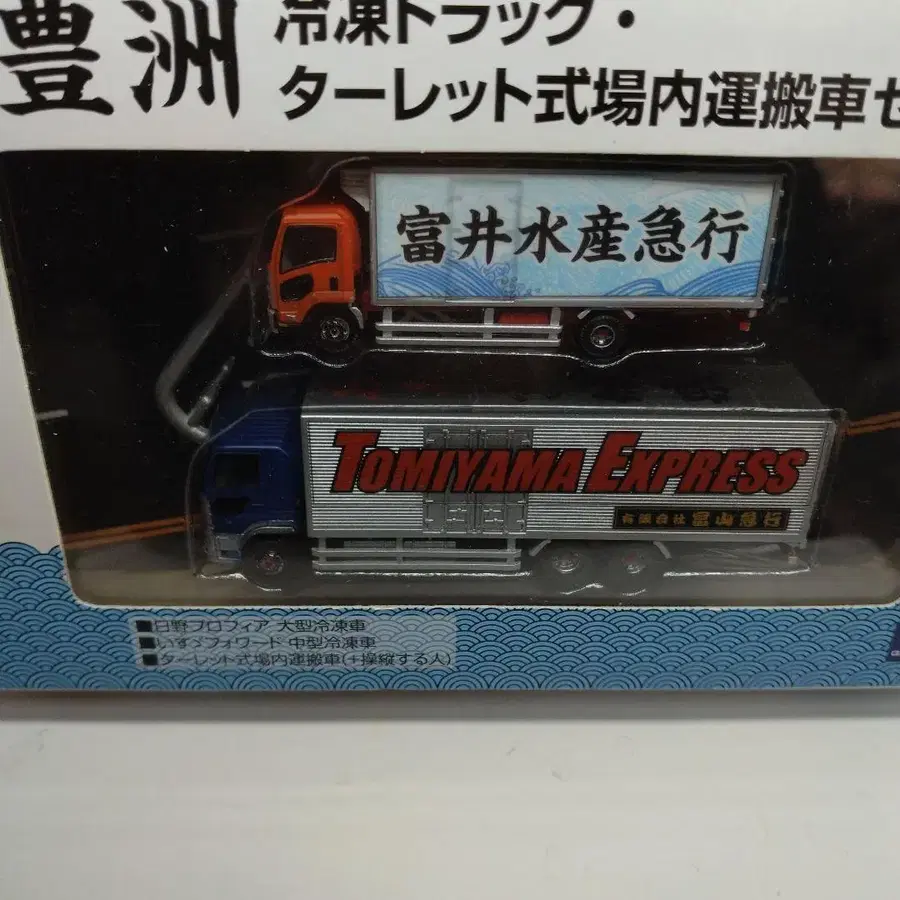 豊洲
冷凍トラック・
ターレット式場内運搬車セ
富井水産急行
TOMIYAMA EXPRESS
有限会社 富山急行
■日野プロフィア 大型冷凍車
■いすゞフォワード 中型冷凍車
■ターレット式場内運搬車(+操縦する人)